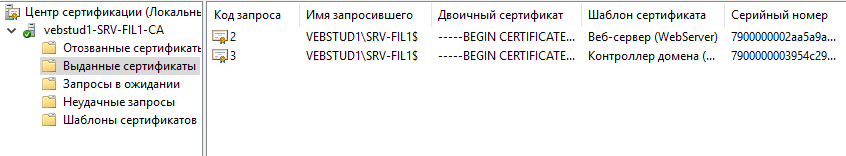 Центр сертификации (Локальны
vebstud1-SRV-FIL1-CA
Отозванные сертификать
Выданные сертификаты
Запросы в ожидании
Неудачные запросы
Шаблоны сертификатов
Код запроса Имя запросившего Двоичный сертификат Шаблон сертификата Серийный номер
2 VEBSTUD1\SRV-FIL1$ -----BEGIN CERTIFICATE... Веб-сервер (WebServer) 7900000002aa5a9a...
3 VEBSTUD1\SRV-FIL1$ -----BEGIN CERTIFICATE... Контроллер домена (... 7900000003954c29...